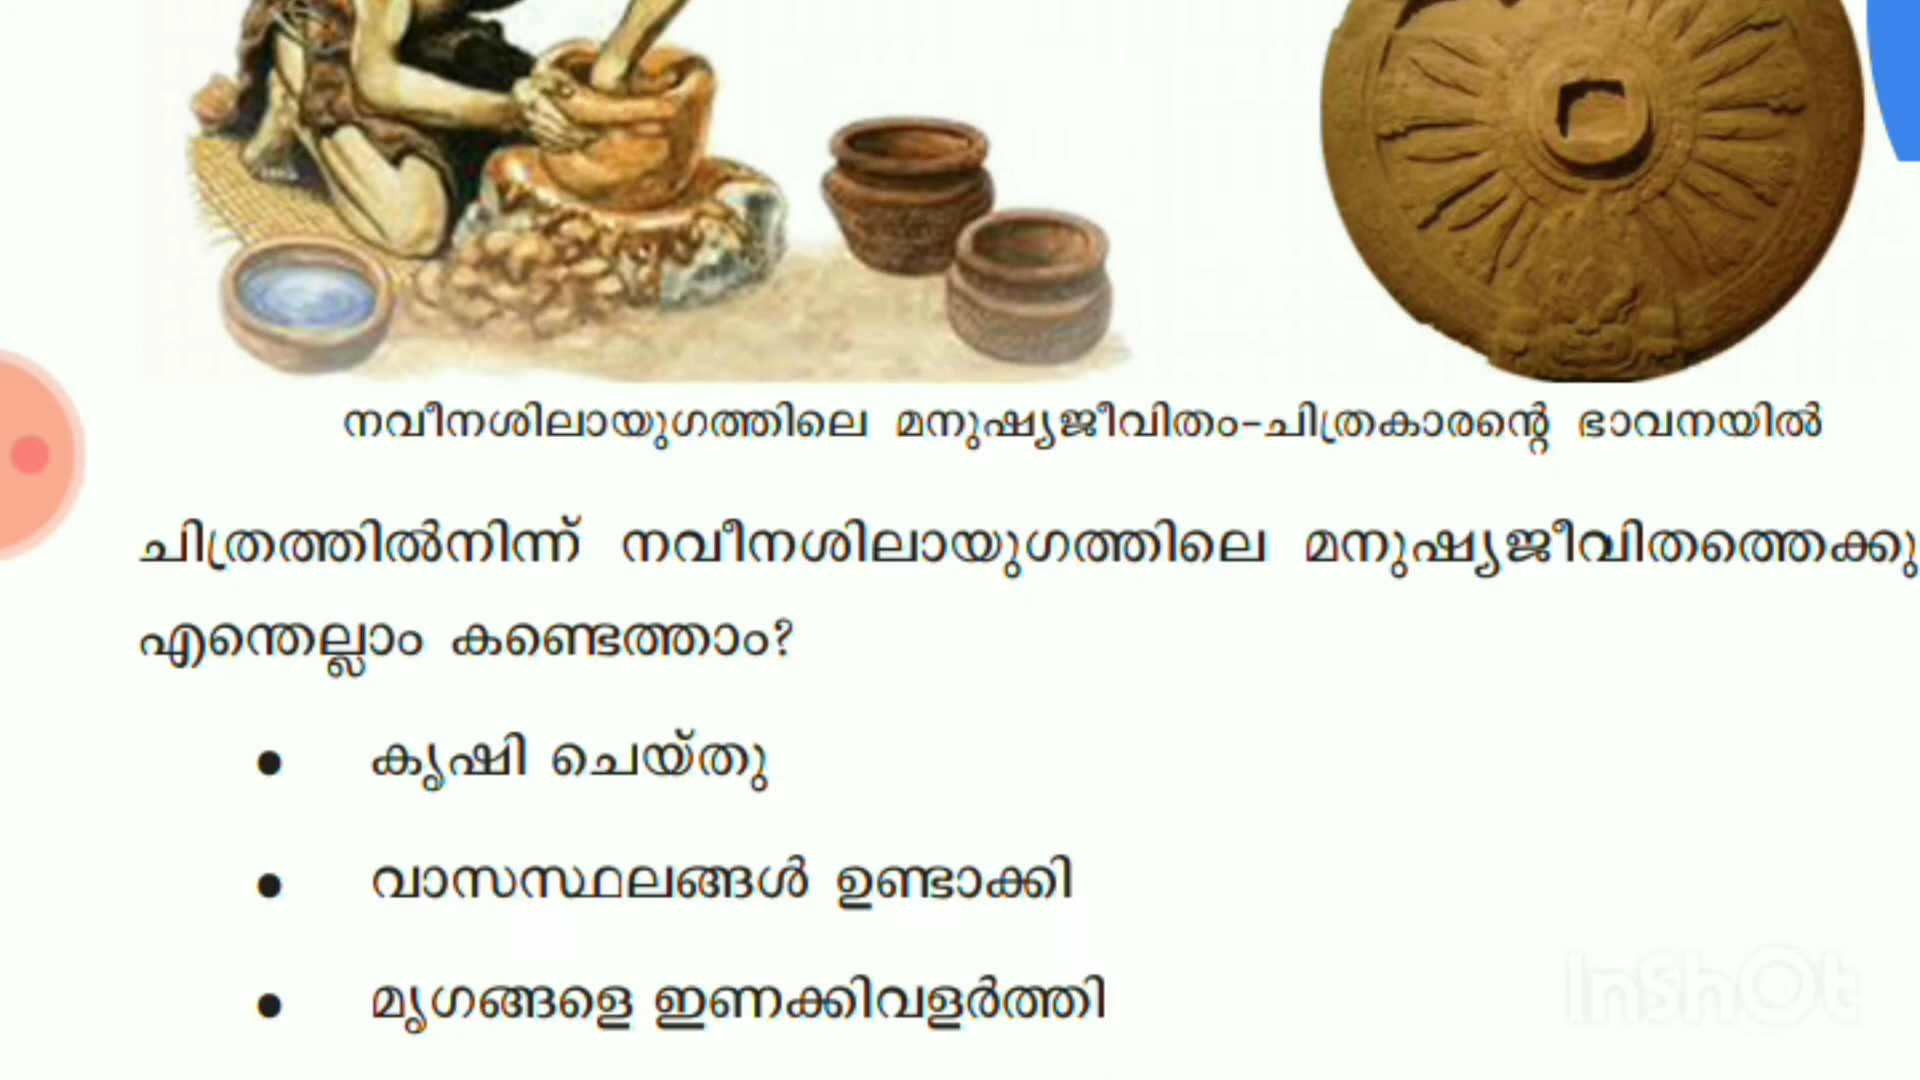 നവീനശിലായുഗത്തിലെ മനുഷ്യജീവിതം-ചിത്രകാരന്റെ ഭാവനയിൽ
ചിത്രത്തിൽനിന്ന് നവീനശിലായുഗത്തിലെ മനുഷ്യജീവിതത്തെക്കു
എന്തെല്ലാം കണ്ടെത്താം?
• കൃഷി ചെയ്തു
• വാസസ്ഥലങ്ങൾ ഉണ്ടാക്കി
• മൃഗങ്ങളെ ഇണക്കിവളർത്തി
InShOt